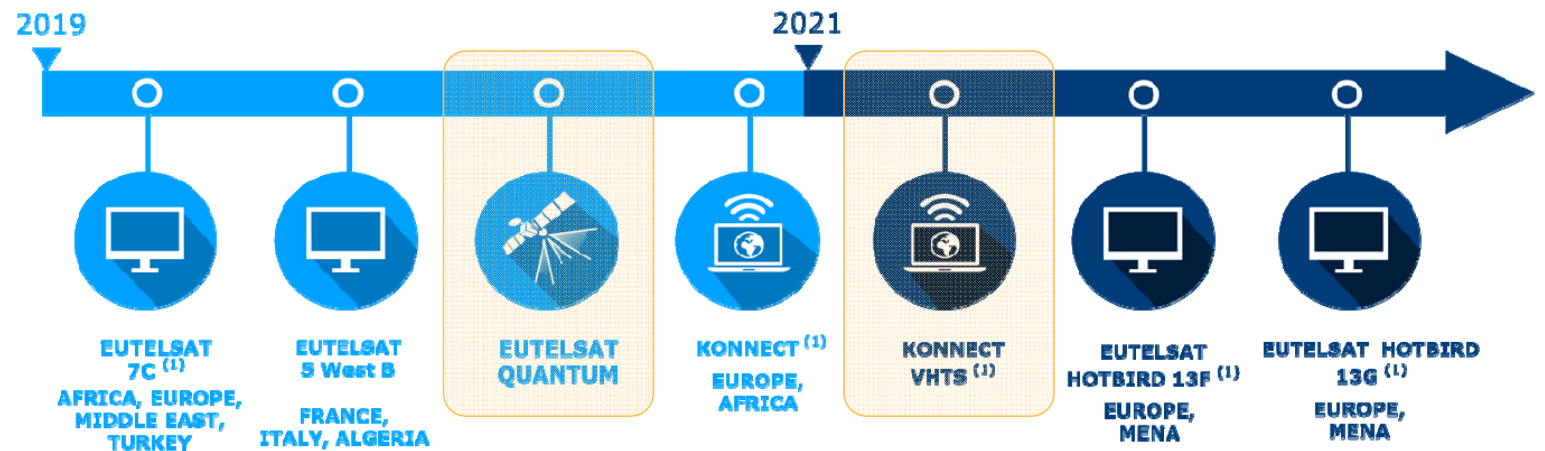 2019
2021
EUTELSAT
7C (1)
AFRICA, EUROPE,
MIDDLE EAST,
TURKEY
EUTELSAT
5 West B
FRANCE,
ITALY, ALGERIA
EUTELSAT
QUANTUM
KONNECT (1)
EUROPE,
AFRICA
KONNECT
VHTS (1)
EUTELSAT
HOTBIRD 13F (1)
EUROPE,
MENA
EUTELSAT HOTBIRD
13G (1)
EUROPE,
MENA